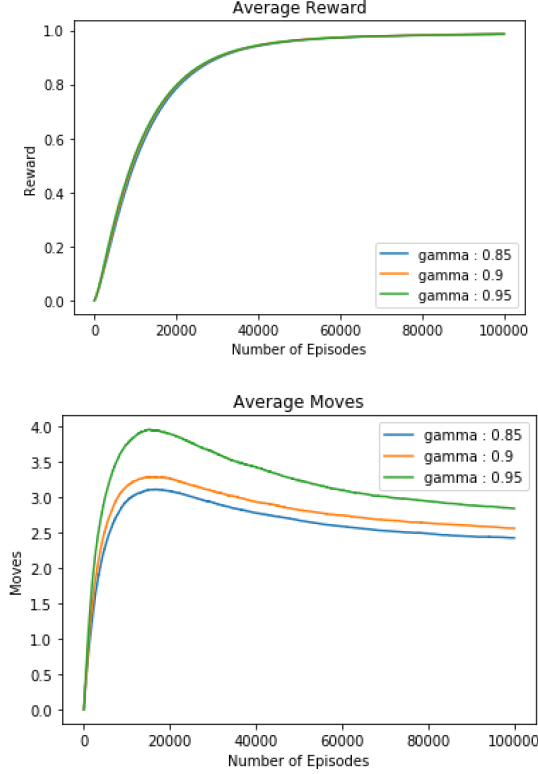 Average Reward
1.0
0.8
0.6
0.4
0.2
0.0
Reward
gamma : 0.85
gamma : 0.9
gamma : 0.95
0 20000 40000 60000 80000 100000
Number of Episodes
Average Moves
4.0
3.5
3.0
2.5
2.0
1.5
1.0
0.5
0.0
Moves
gamma : 0.85
gamma : 0.9
gamma : 0.95
0 20000 40000 60000 80000 100000
Number of Episodes